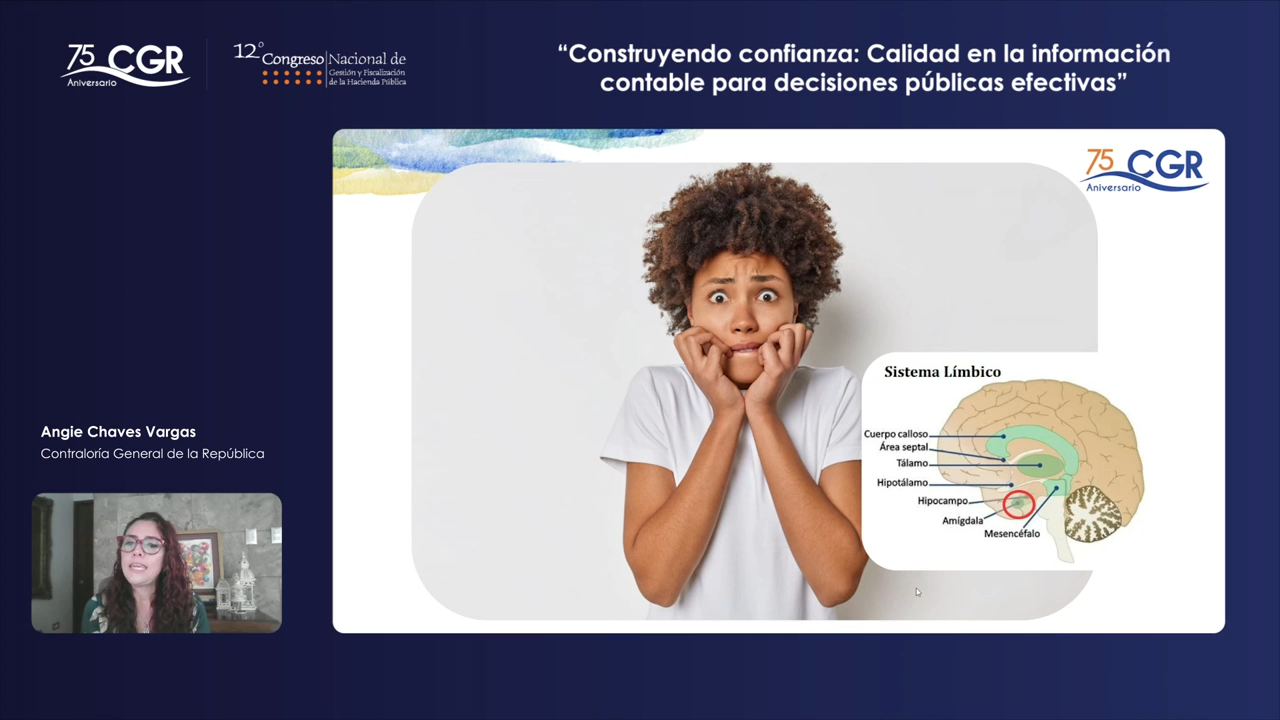 75 CGR
Aniversario
12° Congreso Nacional de
Gestión y Fiscalización
de la Hacienda Pública
“Construyendo confianza: Calidad en la información
contable para decisiones públicas efectivas”
75 CGR
Aniversario
Sistema Límbico
Cuerpo calloso
Área septal
Tálamo
Hipotálamo
Hipocampo
Amígdala
Mesencéfalo
Angie Chaves Vargas
Contraloría General de la República